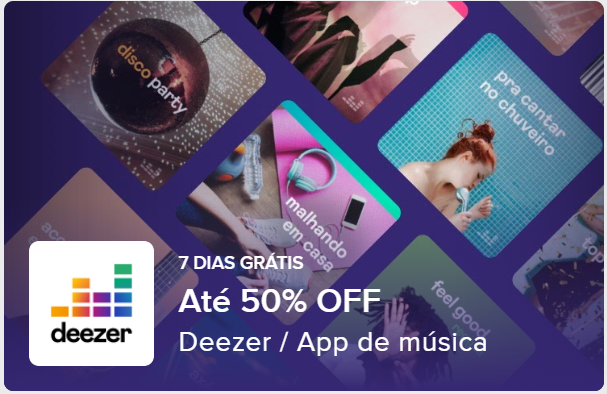 disco
party
pra cantar
no chuveiro
malhando
em casa
feel good
top
deezer
7 DIAS GRÁTIS
Até 50% OFF
Deezer / App de música